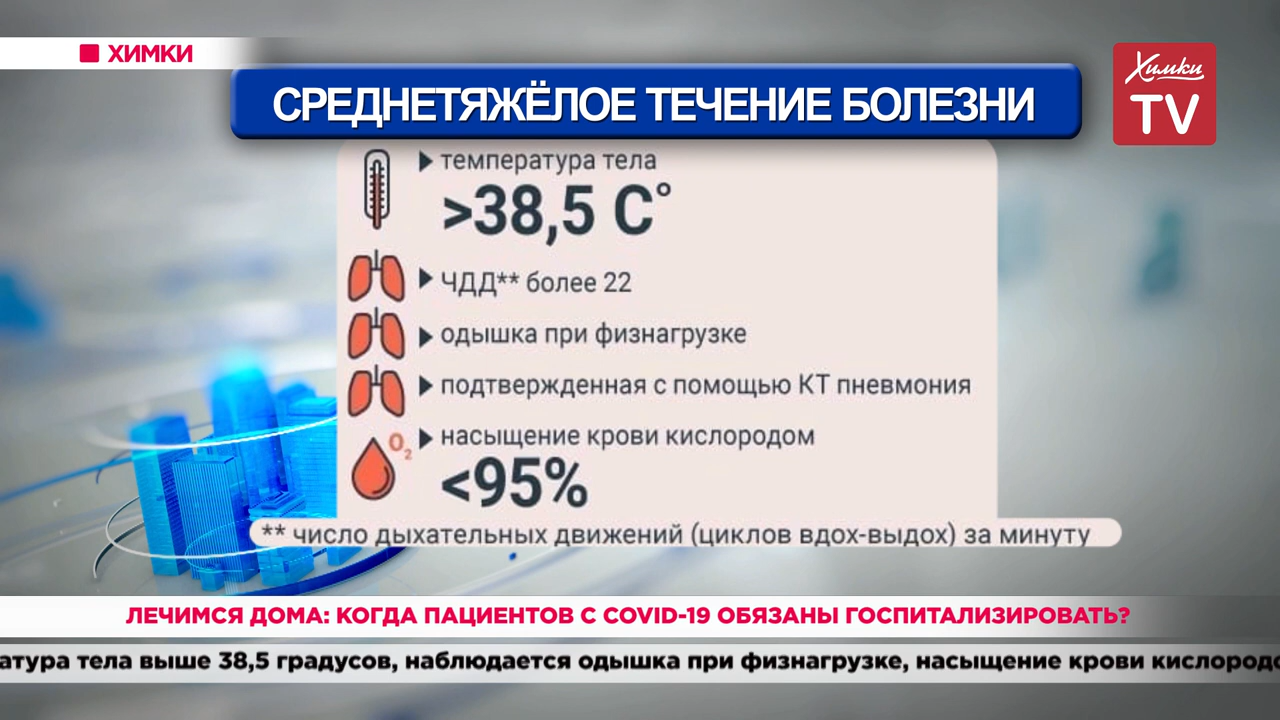 ХИМКИ
Химки
TV
СРЕДНЕТЯЖЁЛОЕ ТЕЧЕНИЕ БОЛЕЗНИ
температура тела
>38,5 C°
ЧДД** более 22
одышка при физнагрузке
подтвержденная с помощью КТ пневмония
O₂
насыщение крови кислородом
<95%
** число дыхательных движений (циклов вдох-выдох) за минуту
ЛЕЧИМСЯ ДОМА: КОГДА ПАЦИЕНТОВ С COVID-19 ОБЯЗАНЫ ГОСПИТАЛИЗИРОВАТЬ?
атура тела выше 38,5 градусов, наблюдается одышка при физнагрузке, насыщение крови кислородо